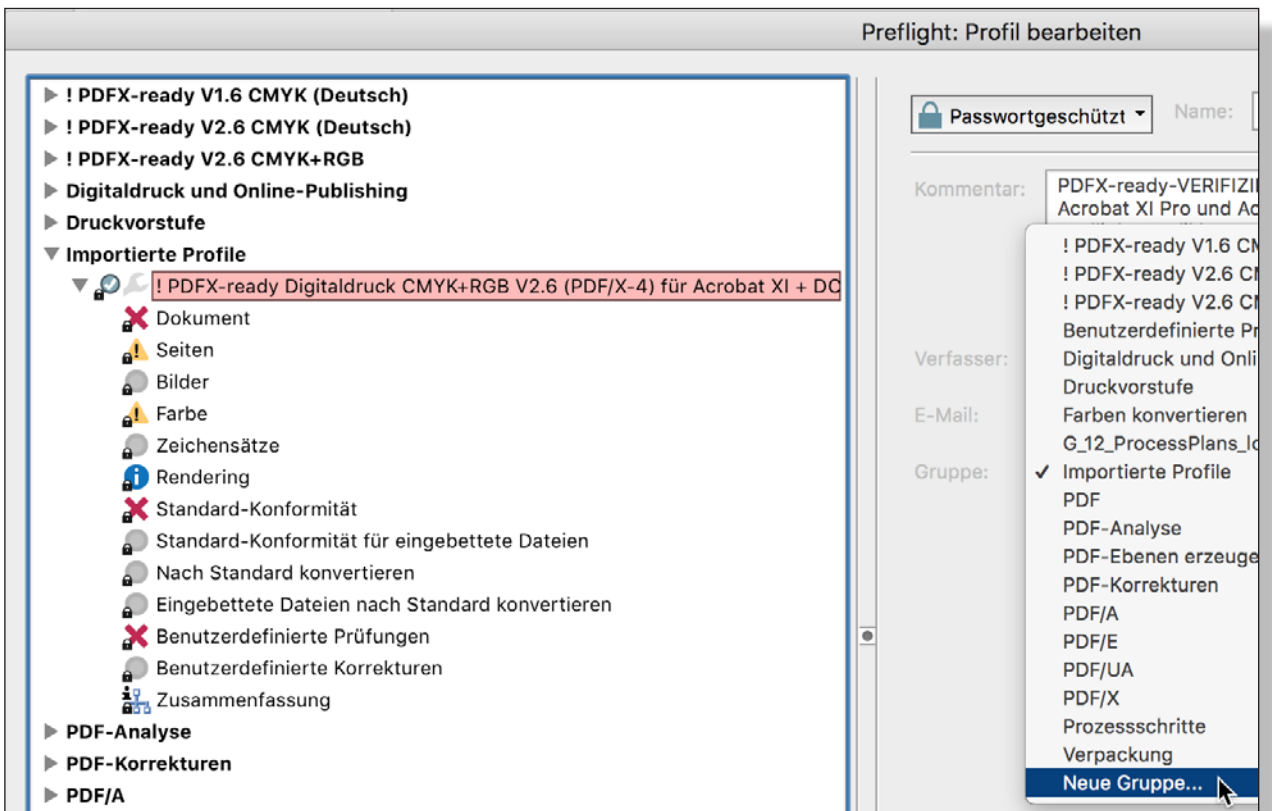 Preflight: Profil bearbeiten
! PDFX-ready V1.6 CMYK (Deutsch)
! PDFX-ready V2.6 CMYK (Deutsch)
! PDFX-ready V2.6 CMYK+RGB
Digitaldruck und Online-Publishing
Druckvorstufe
Importierte Profile
! PDFX-ready Digitaldruck CMYK+RGB V2.6 (PDF/X-4) für Acrobat XI + DC
Dokument
Seiten
Bilder
Farbe
Zeichensätze
Rendering
Standard-Konformität
Standard-Konformität für eingebettete Dateien
Nach Standard konvertieren
Eingebettete Dateien nach Standard konvertieren
Benutzerdefinierte Prüfungen
Benutzerdefinierte Korrekturen
Zusammenfassung
PDF-Analyse
PDF-Korrekturen
PDF/A
Passwortgeschützt
Name:
Kommentar:
PDFX-ready-VERIFIZI
Acrobat XI Pro und Ac
Verfasser:
E-Mail:
Gruppe:
! PDFX-ready V1.6 CM
! PDFX-ready V2.6 CM
! PDFX-ready V2.6 CM
Benutzerdefinierte Pr
Digitaldruck und Onli
Druckvorstufe
Farben konvertieren
G_12_ProcessPlans_lo
✓ Importierte Profile
PDF
PDF-Analyse
PDF-Ebenen erzeuge
PDF-Korrekturen
PDF/A
PDF/E
PDF/UA
PDF/X
Prozessschritte
Verpackung
Neue Gruppe...